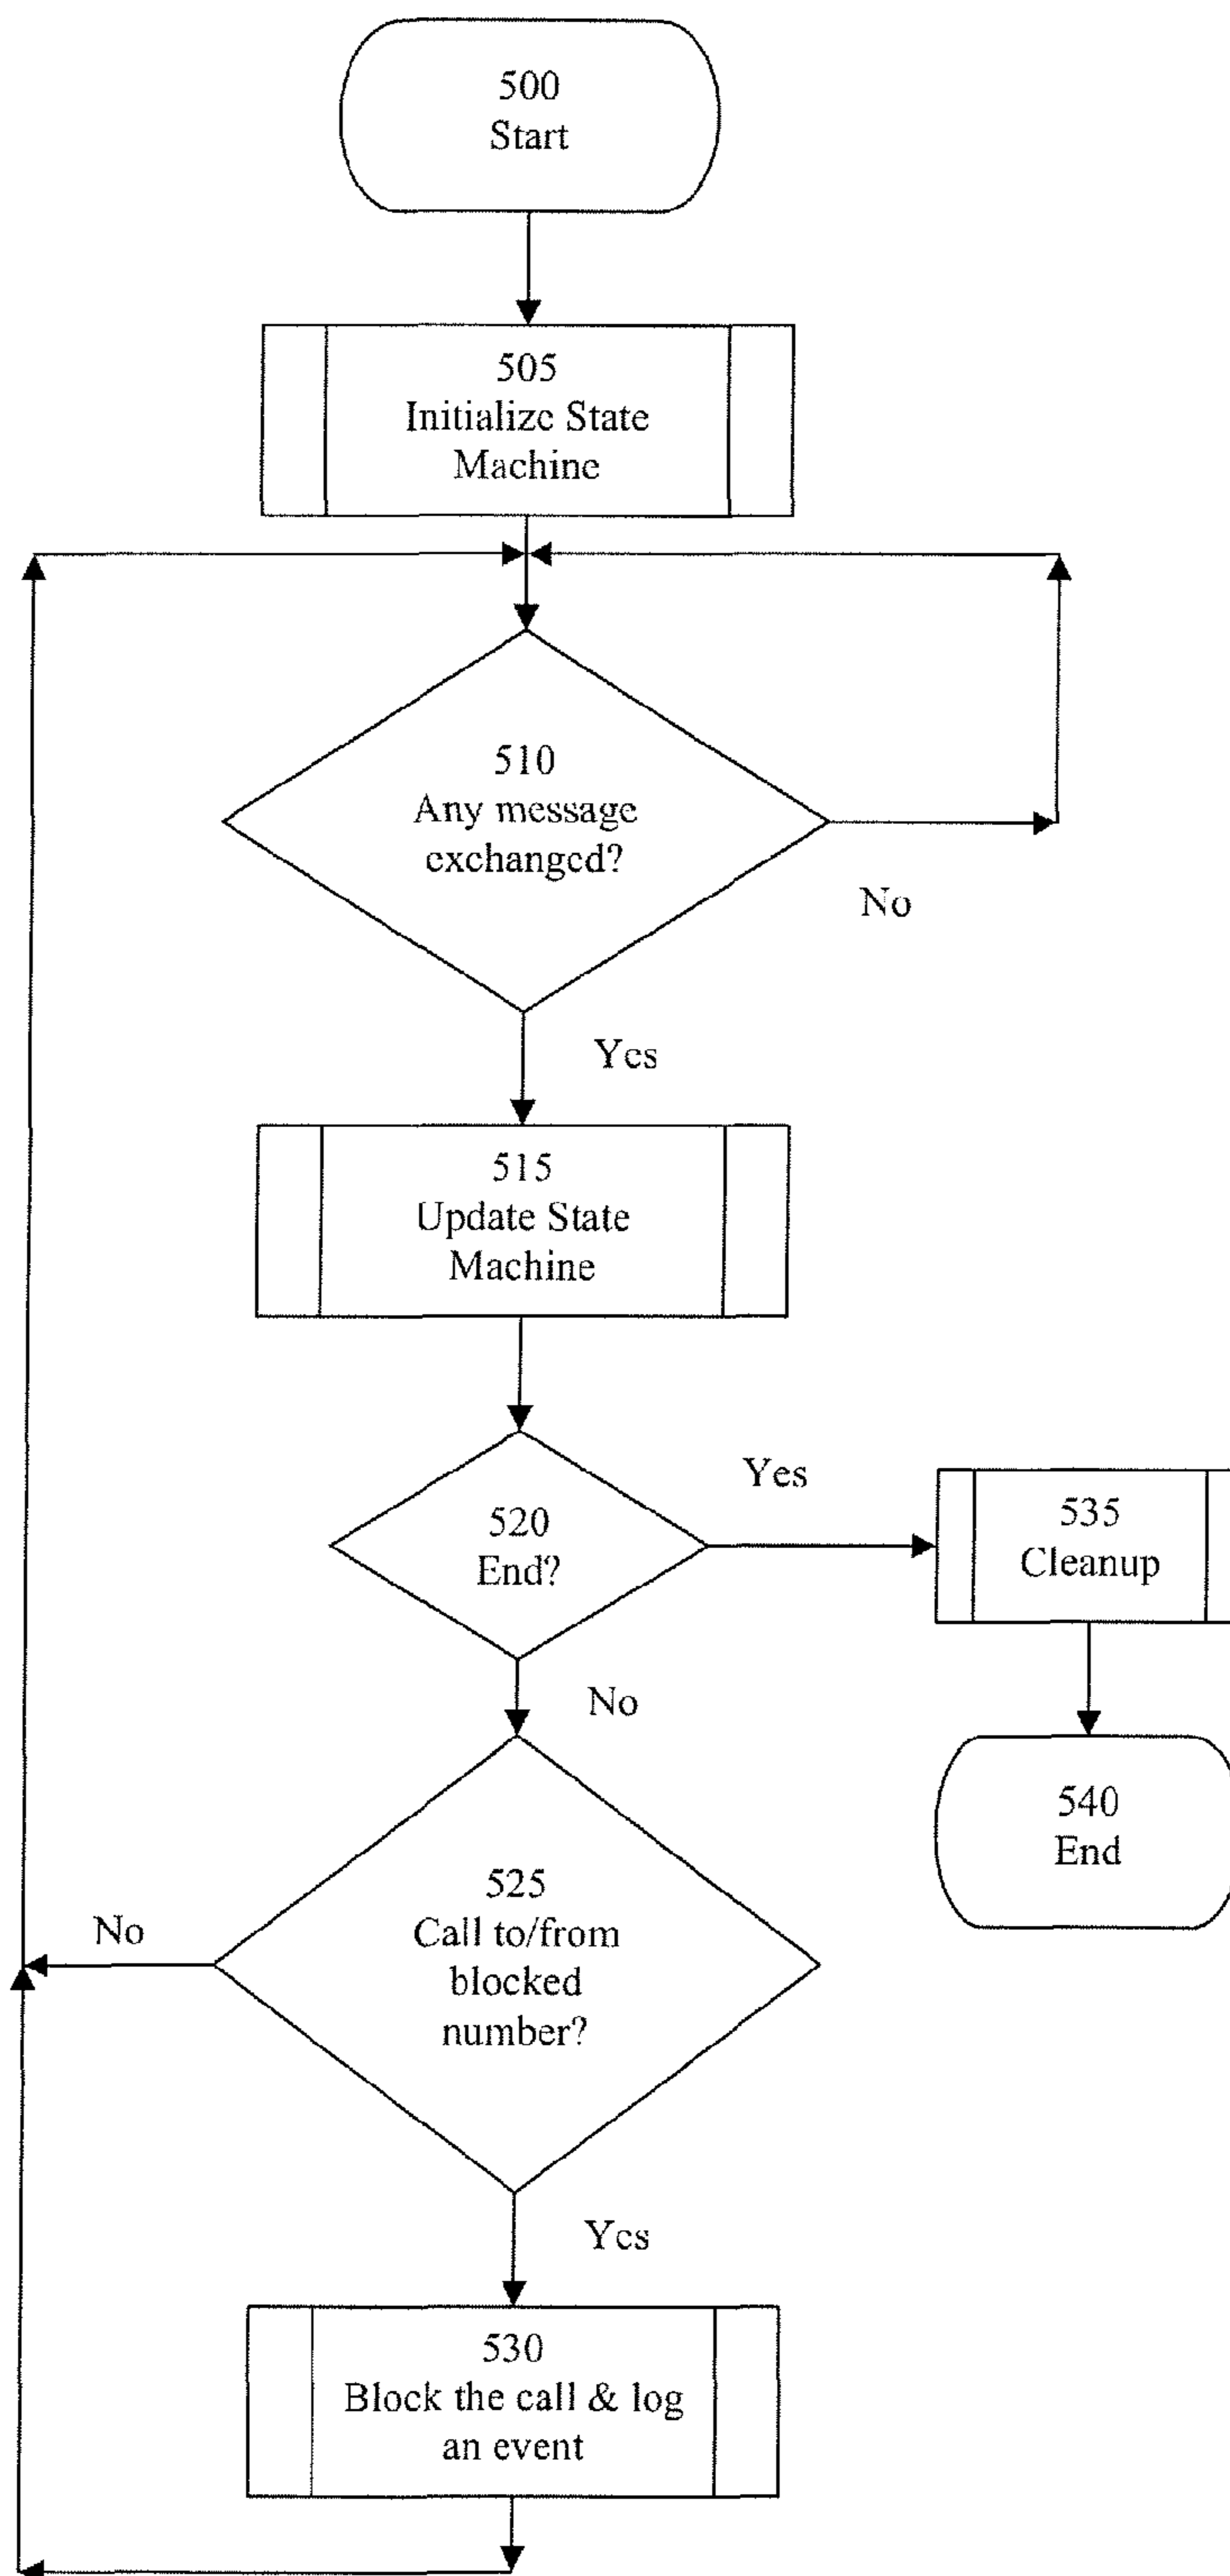 500
Start
505
Initialize State
Machine
510
Any message
exchanged?
No
Yes
515
Update State
Machine
520
End?
Yes
535
Cleanup
No
540
End
525
Call to/from
blocked
number?
No
Yes
530
Block the call & log
an event